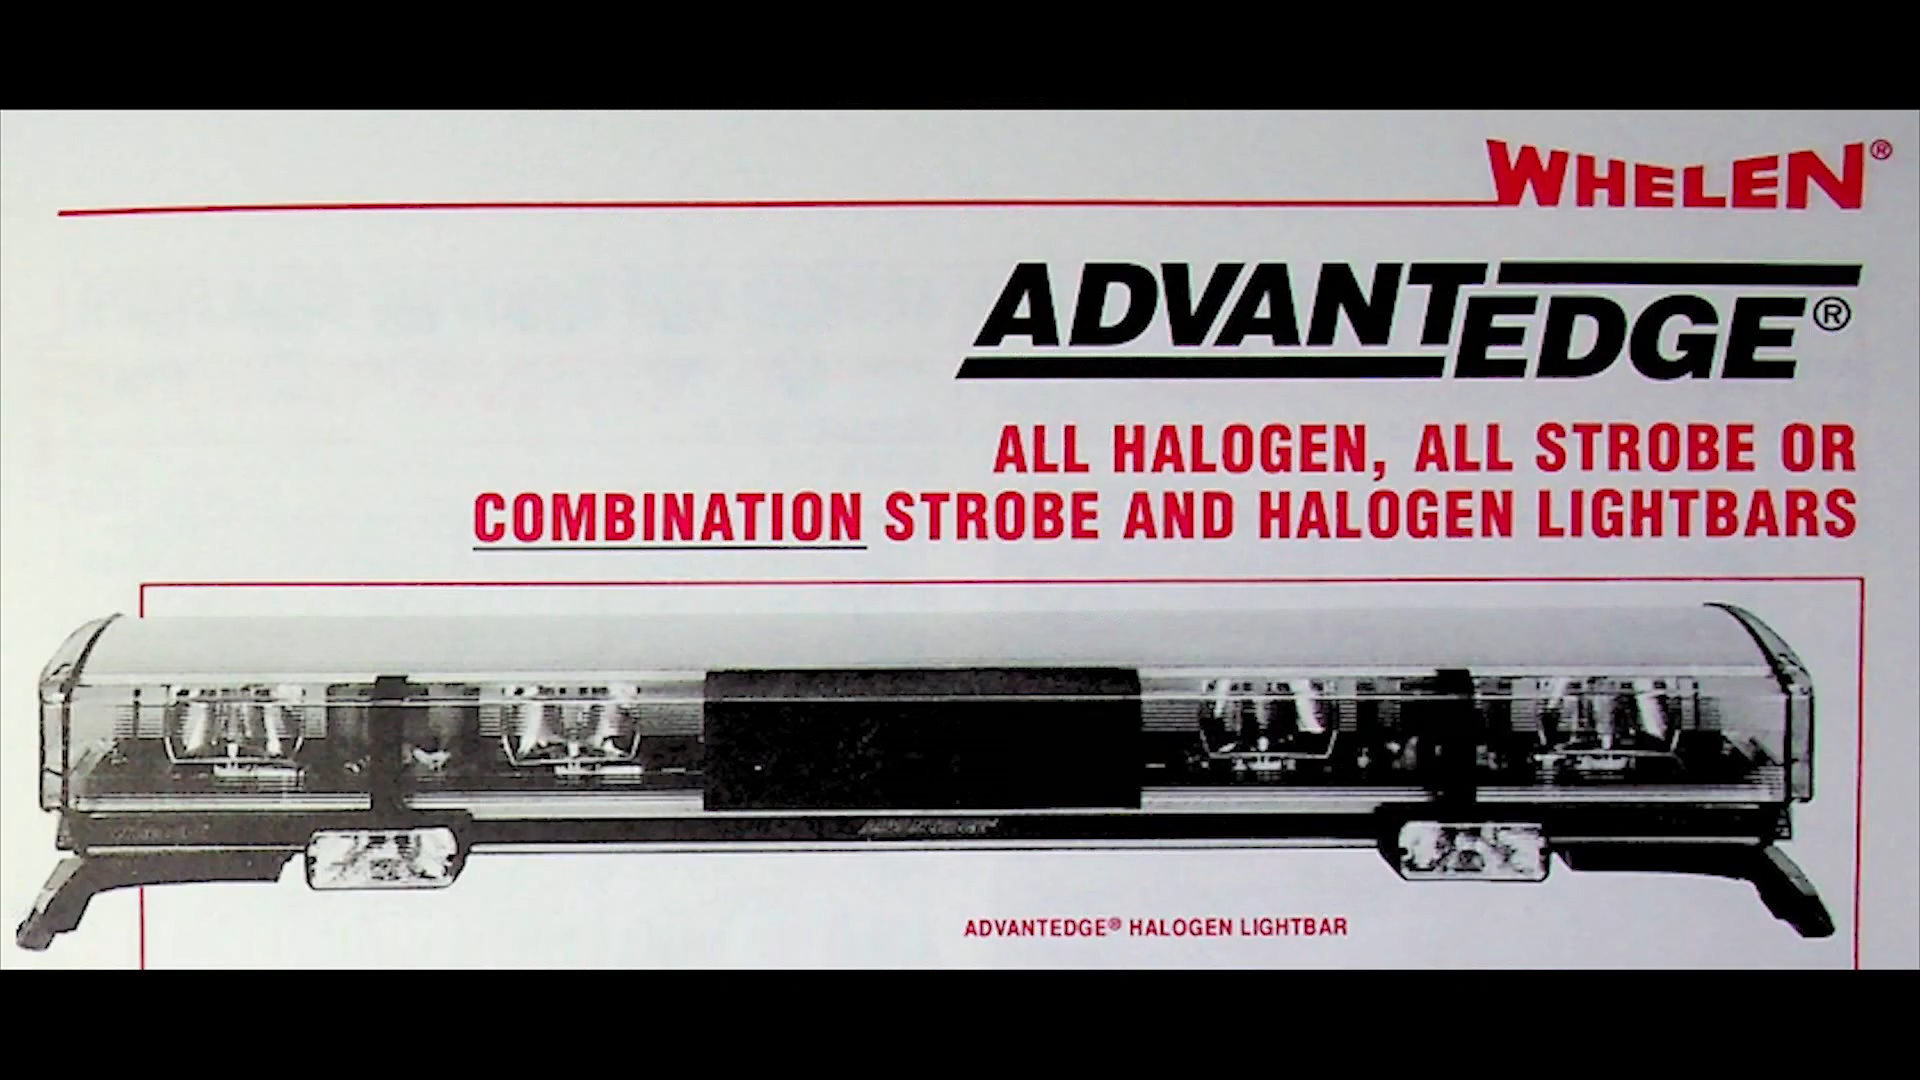 WHELEN®
ADVANTEDGE®
ALL HALOGEN, ALL STROBE OR
COMBINATION STROBE AND HALOGEN LIGHTBARS
ADVANTEDGE® HALOGEN LIGHTBAR